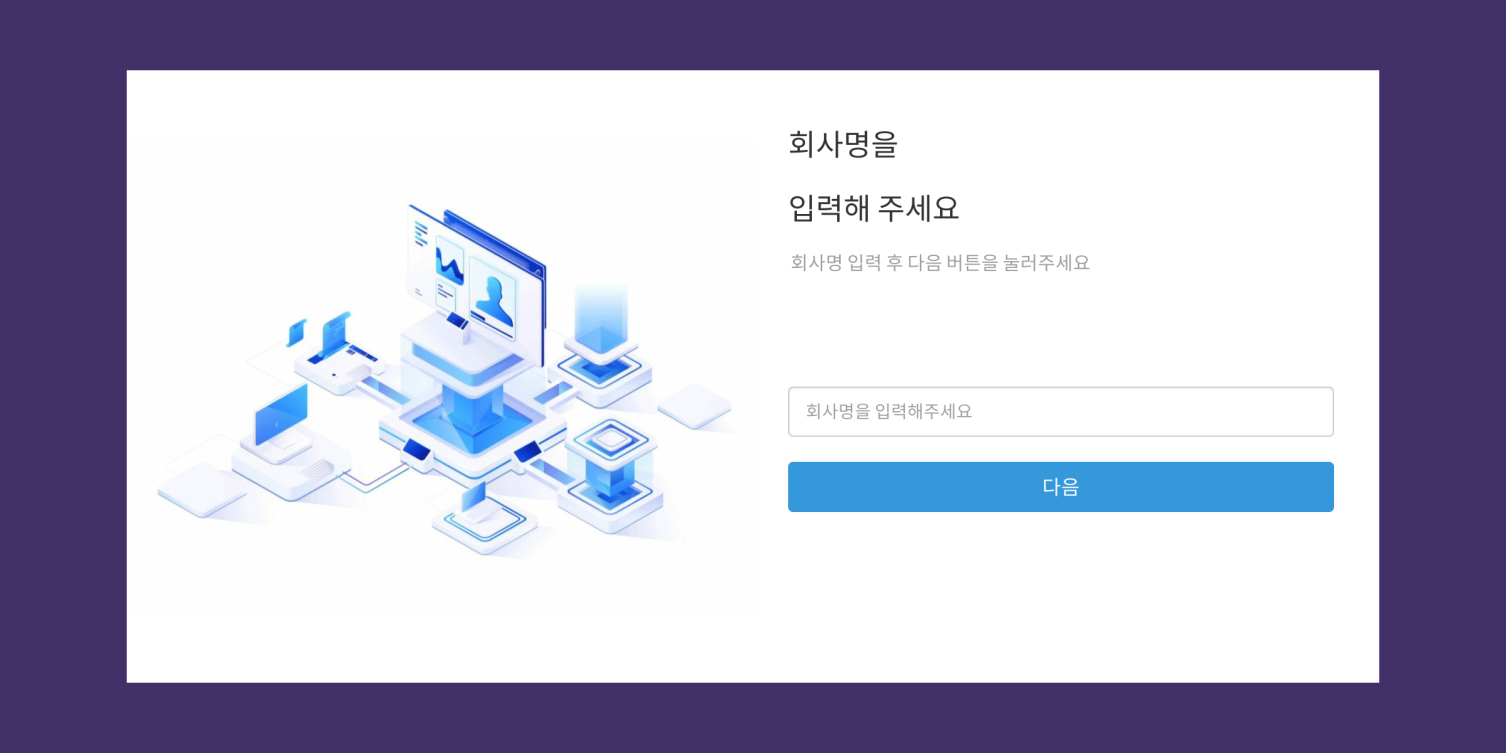 회사명을
입력해 주세요
회사명 입력 후 다음 버튼을 눌러주세요
회사명을 입력해주세요
다음